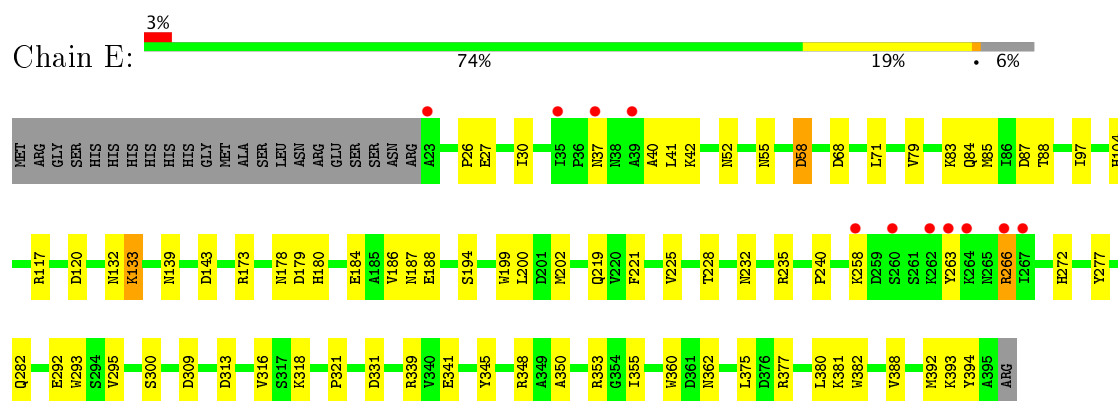 3%
Chain E:
74% 19% • 6%
MET ARG GLY SER HIS HIS HIS HIS HIS HIS GLY MET ALA SER LEU ASN ARG GLU SER SER ASN ARG A23 P26 E27 I30 I35 P36 N37 N38 A39 A40 L41 K42 N52 N55 D58 D68 L71 V79 K83 Q84 M85 I86 D87 T88 I97 H104
R117 D120 N132 K133 N139 D143 R173 N178 D179 H180 E184 A185 V186 N187 E188 S194 W199 L200 D201 M202 Q219 V220 F221 V225 T228 N232 R235 P240 K258 D259 S260 S261 K262 Y263 K264 N265 R266 I267 H272 Y277
Q282 E292 W293 S294 V295 S300 D309 D313 V316 S317 K318 P321 D331 R339 V340 E341 Y345 R348 A349 A350 R353 G354 I355 W360 D361 N362 L375 D376 R377 L380 K381 W382 V388 M392 K393 Y394 A395 ARG